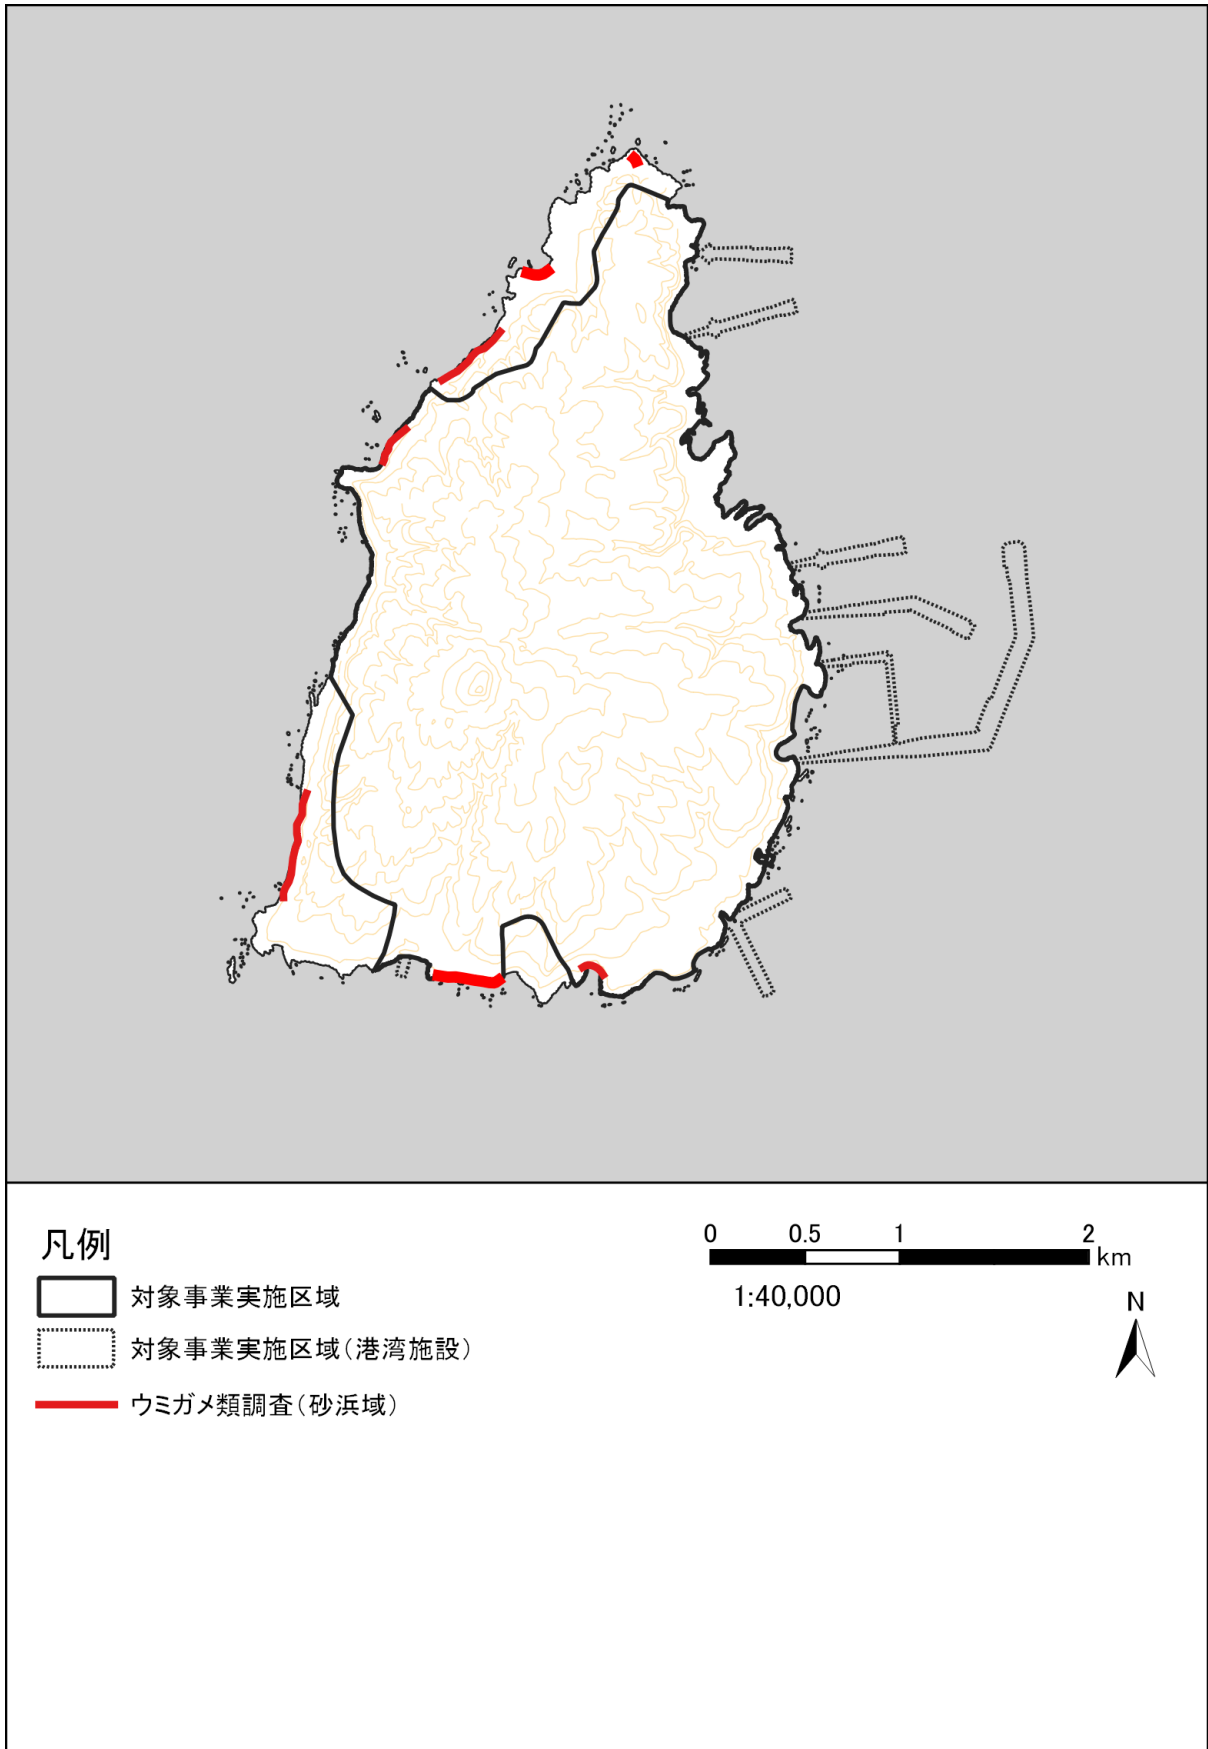 凡例
対象事業実施区域
対象事業実施区域(港湾施設)
ウミガメ類調査(砂浜域)
0 0.5 1 2
km
1:40,000
N